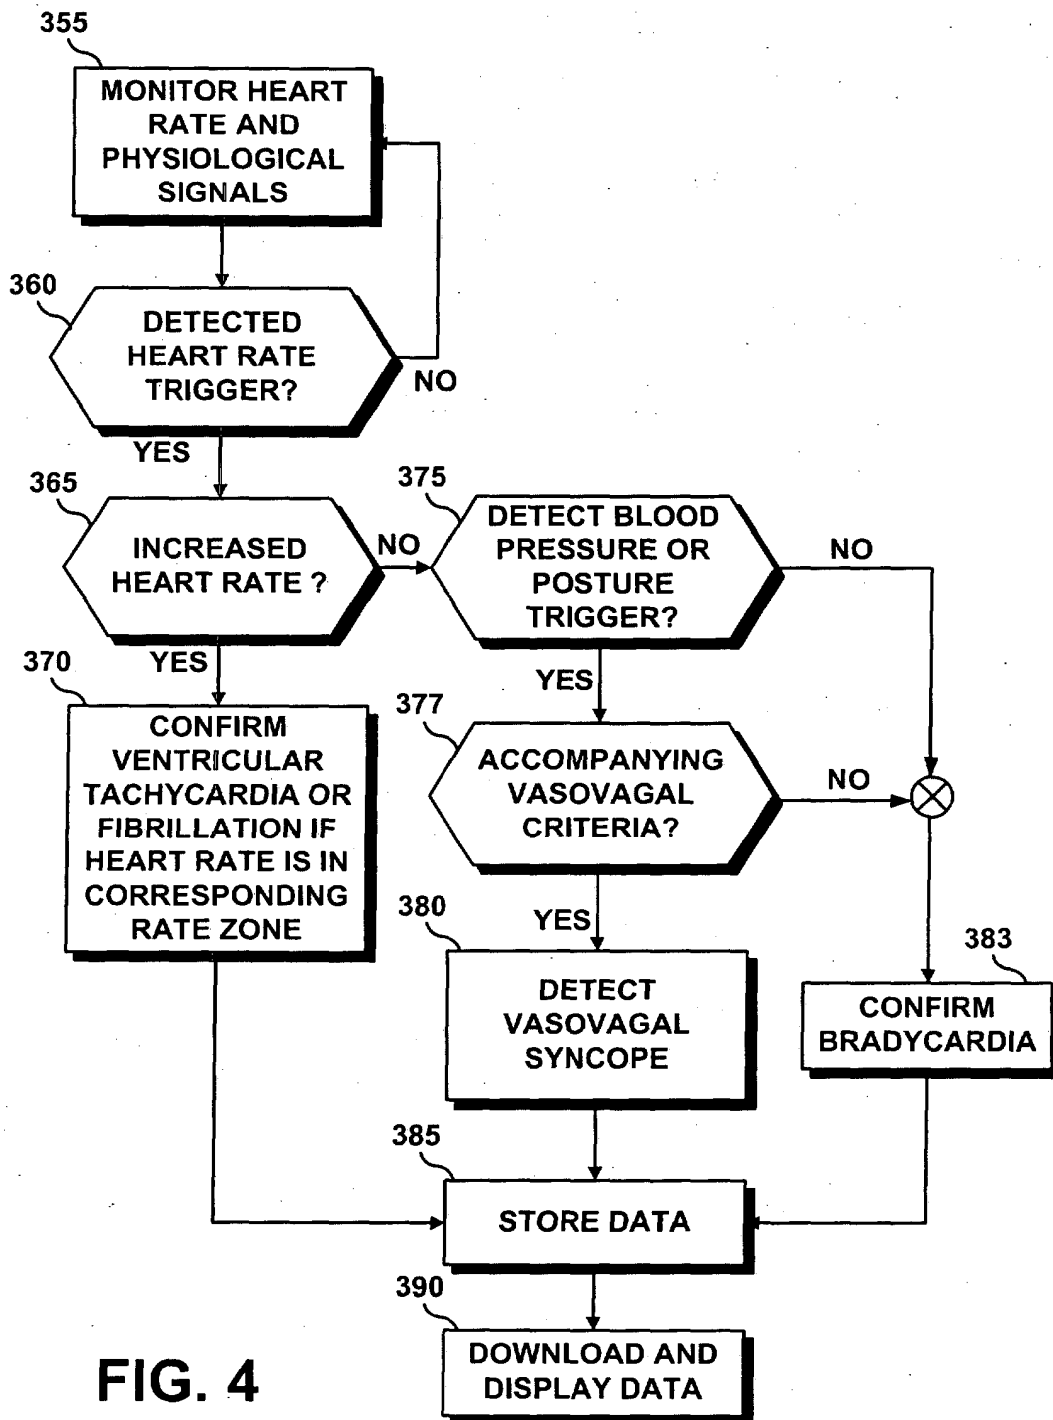 355
MONITOR HEART
RATE AND
PHYSIOLOGICAL
SIGNALS
360
DETECTED
HEART RATE
TRIGGER?
NO
YES
365
INCREASED
HEART RATE ?
NO
YES
375
DETECT BLOOD
PRESSURE OR
POSTURE
TRIGGER?
NO
YES
370
CONFIRM
VENTRICULAR
TACHYCARDIA OR
FIBRILLATION IF
HEART RATE IS IN
CORRESPONDING
RATE ZONE
377
ACCOMPANYING
VASOVAGAL
CRITERIA?
NO
YES
380
DETECT
VASOVAGAL
SYNCOPE
383
CONFIRM
BRADYCARDIA
385
STORE DATA
390
DOWNLOAD AND
DISPLAY DATA
FIG. 4